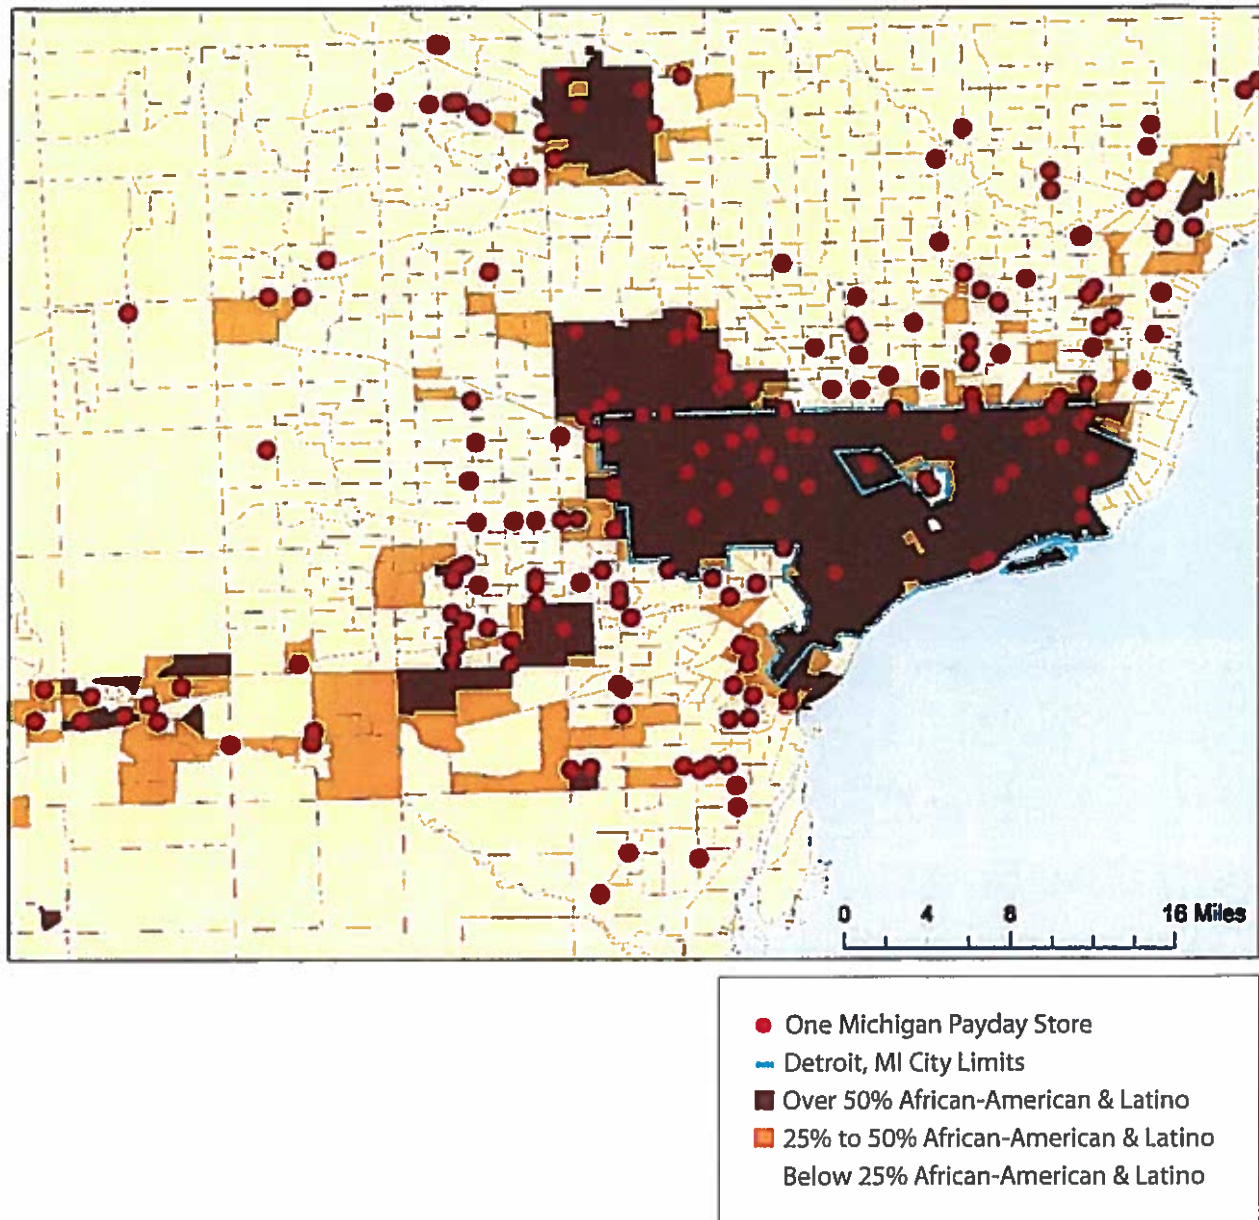 0 4 8 16 Miles
One Michigan Payday Store
Detroit, MI City Limits
Over 50% African-American & Latino
25% to 50% African-American & Latino
Below 25% African-American & Latino